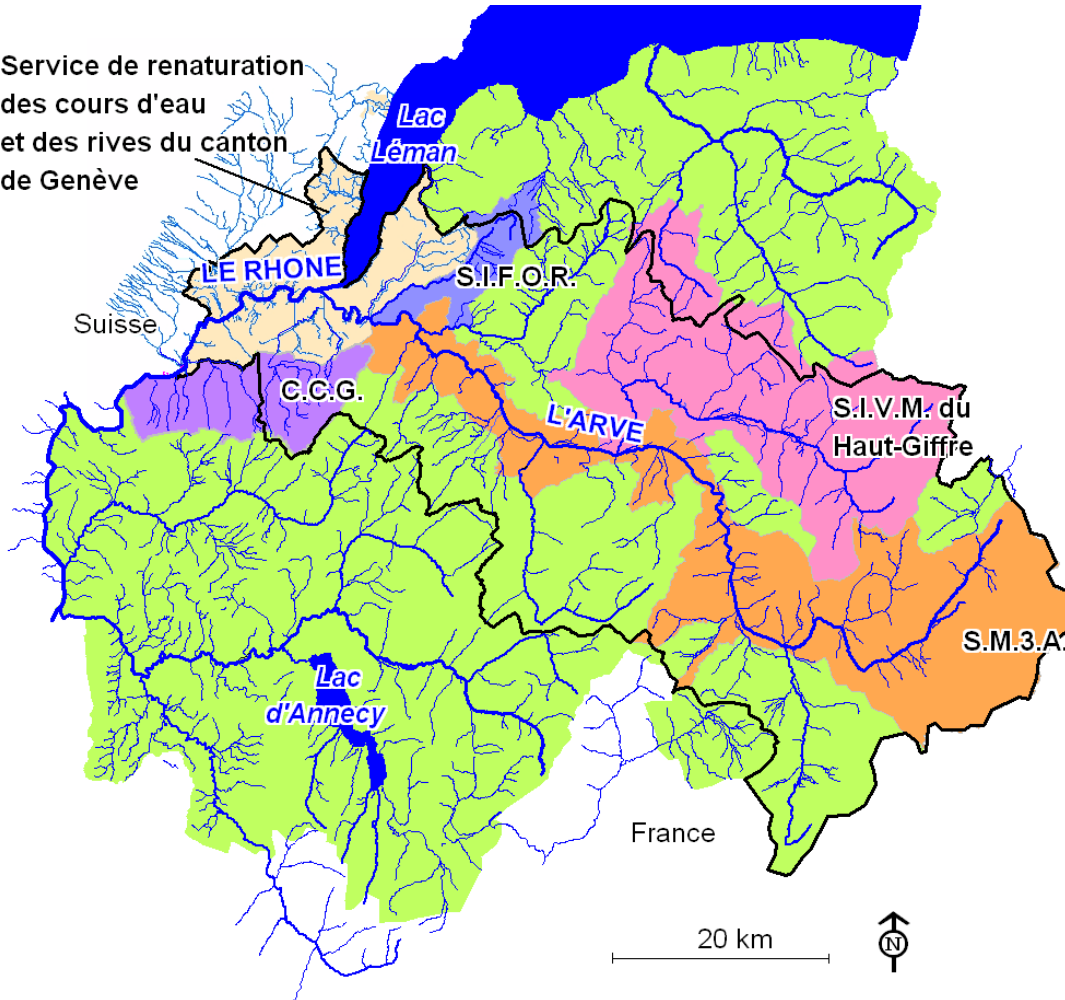 Service de renaturation
des cours d'eau
et des rives du canton
de Genève
Lac
Léman
LE RHONE
S.I.F.O.R.
Suisse
C.C.G.
L'ARVE
S.I.V.M. du
Haut-Giffre
S.M.3.A.
Lac
d'Annecy
France
20 km
N